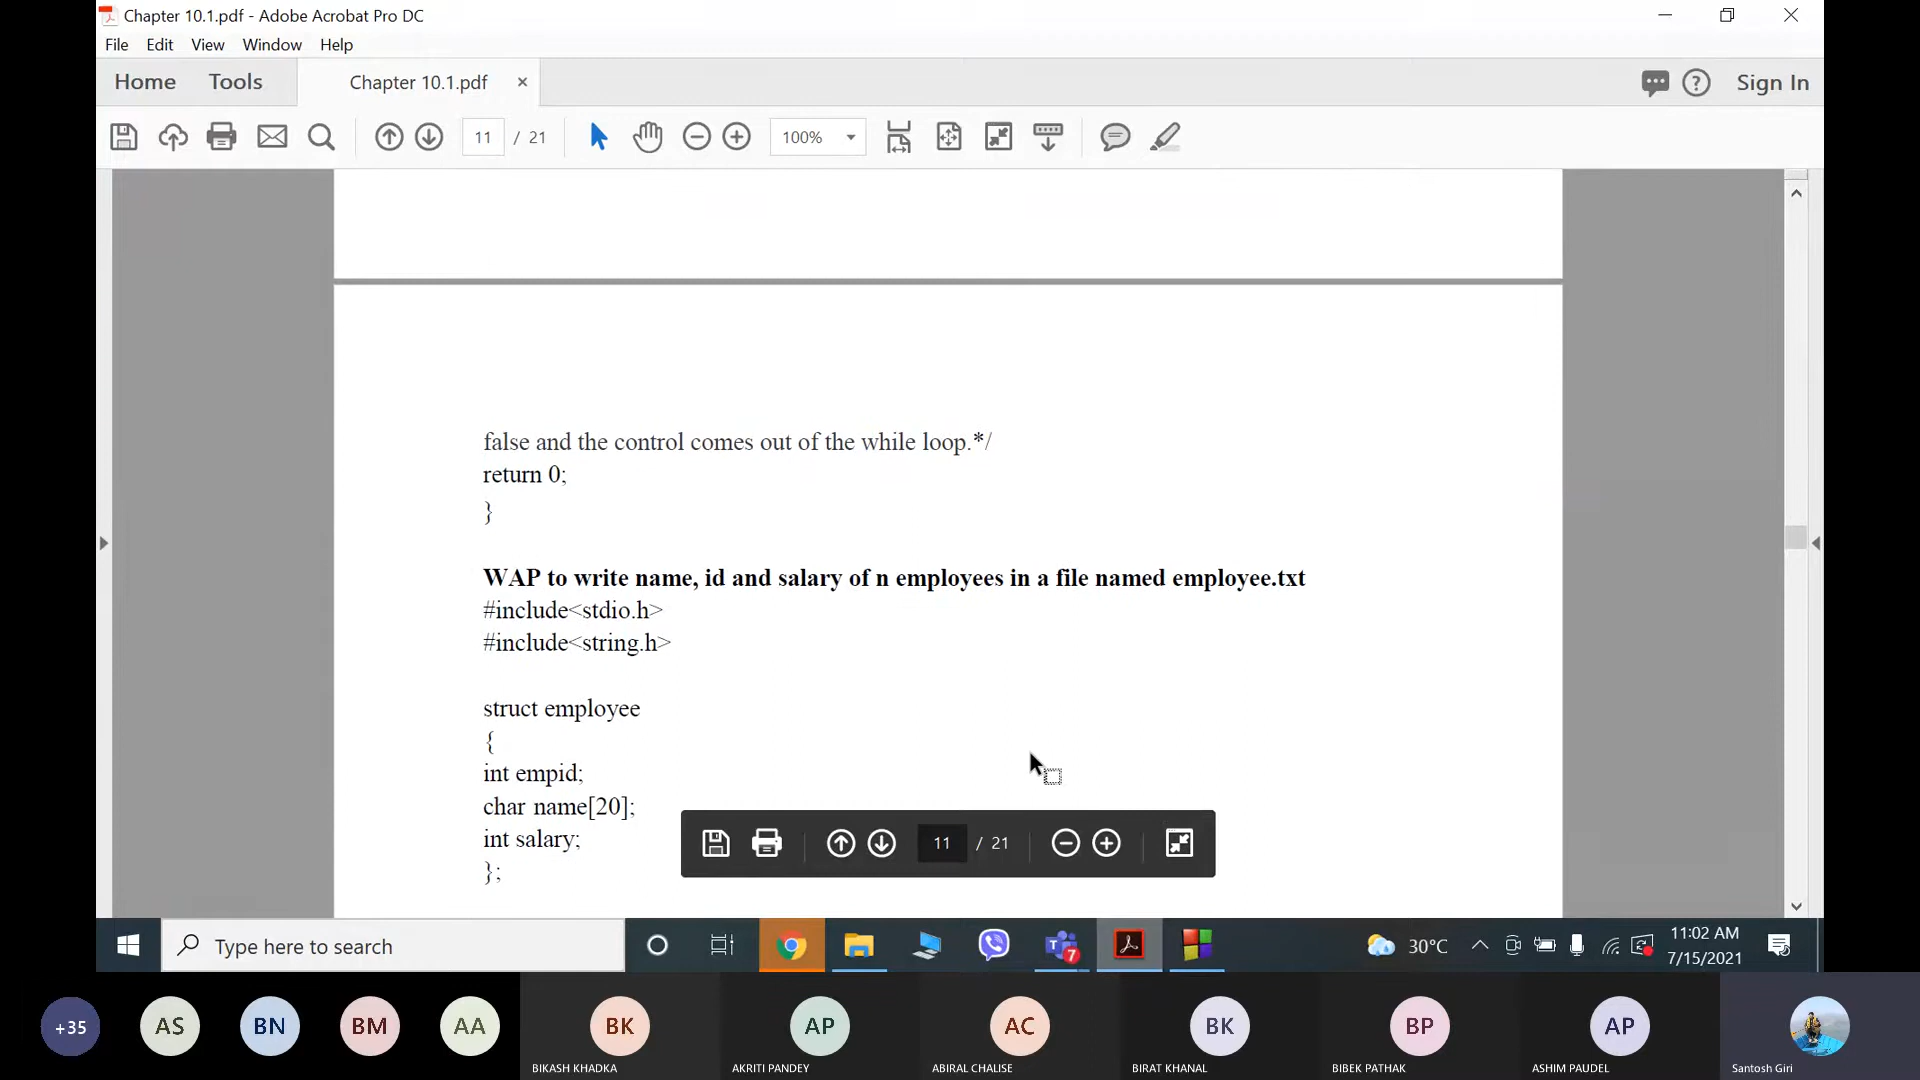 Chapter 10.1.pdf - Adobe Acrobat Pro DC
File Edit View Window Help
Home Tools Chapter 10.1.pdf × Sign In
11 / 21 100%
false and the control comes out of the while loop.*/
return 0;
}
WAP to write name, id and salary of n employees in a file named employee.txt
#include<stdio.h>
#include<string.h>
struct employee
{
int empid;
char name[20];
int salary;
};
11 / 21
Type here to search
7
30°C
11:02 AM
7/15/2021
+35 AS BN BM AA BK AP AC BK BP AP
BIKASH KHADKA AKRITI PANDEY ABIRAL CHALISE BIRAT KHANAL BIBEK PATHAK ASHIM PAUDEL Santosh Giri